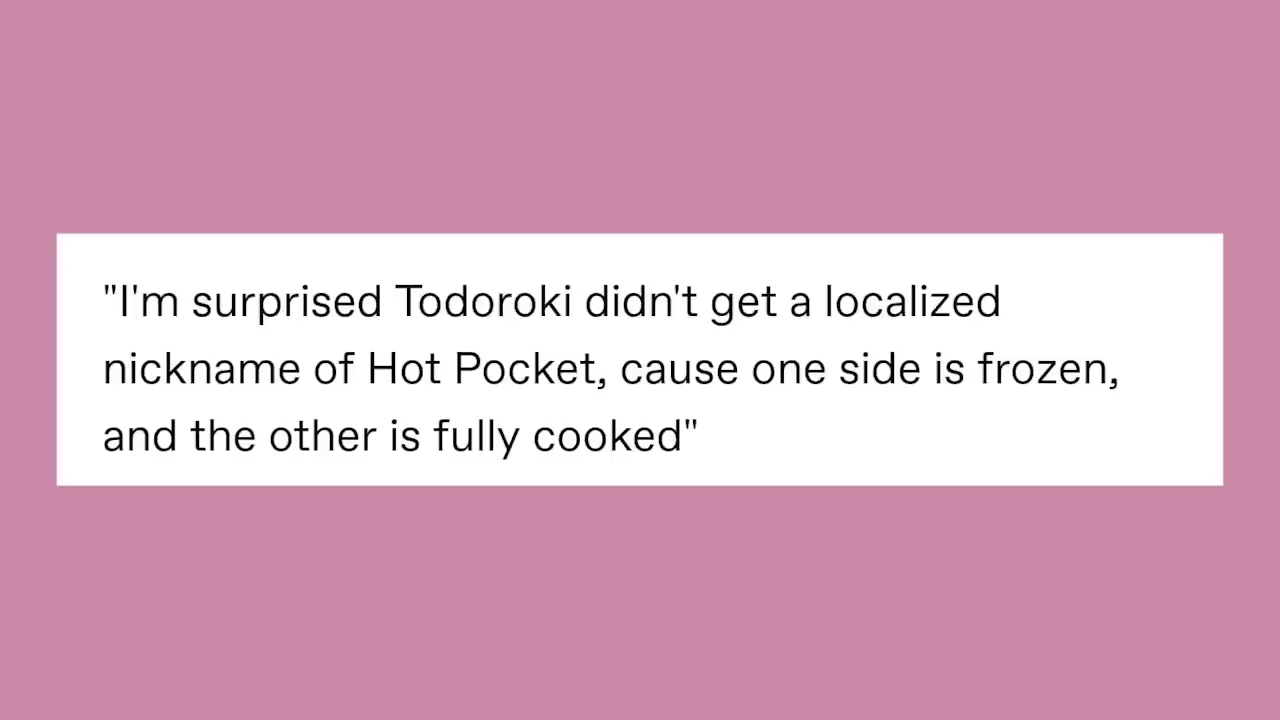 "I'm surprised Todoroki didn't get a localized
nickname of Hot Pocket, cause one side is frozen,
and the other is fully cooked"